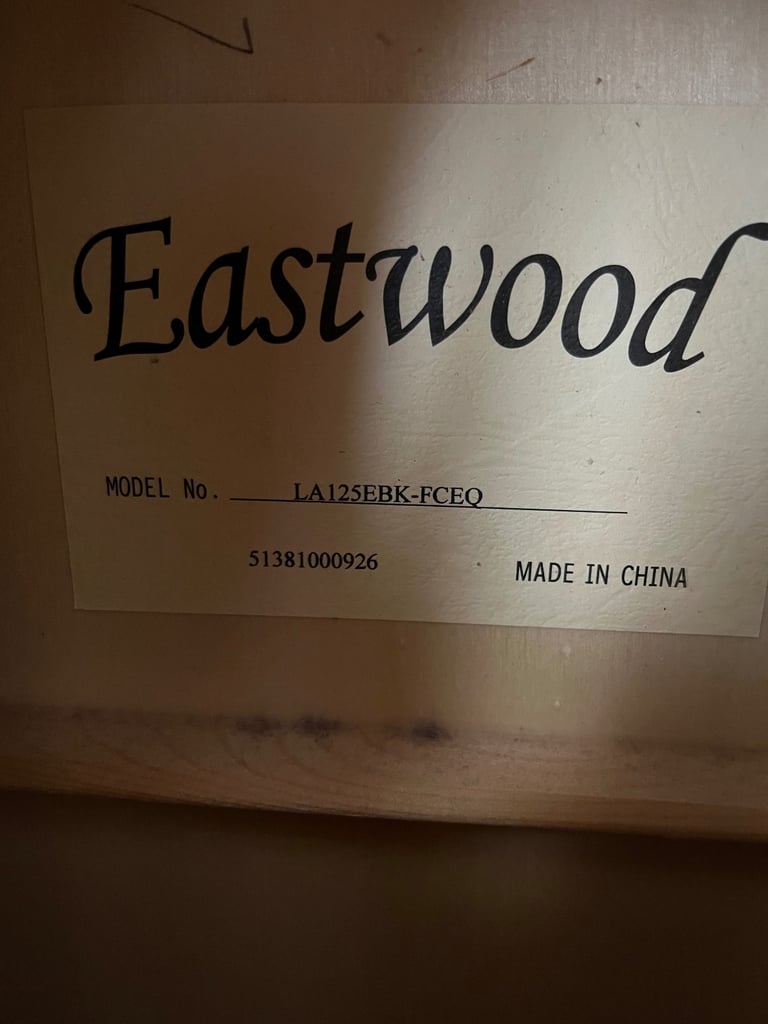 Eastwood
MODEL No. LA125EBK-FCEQ
51381000926 MADE IN CHINA